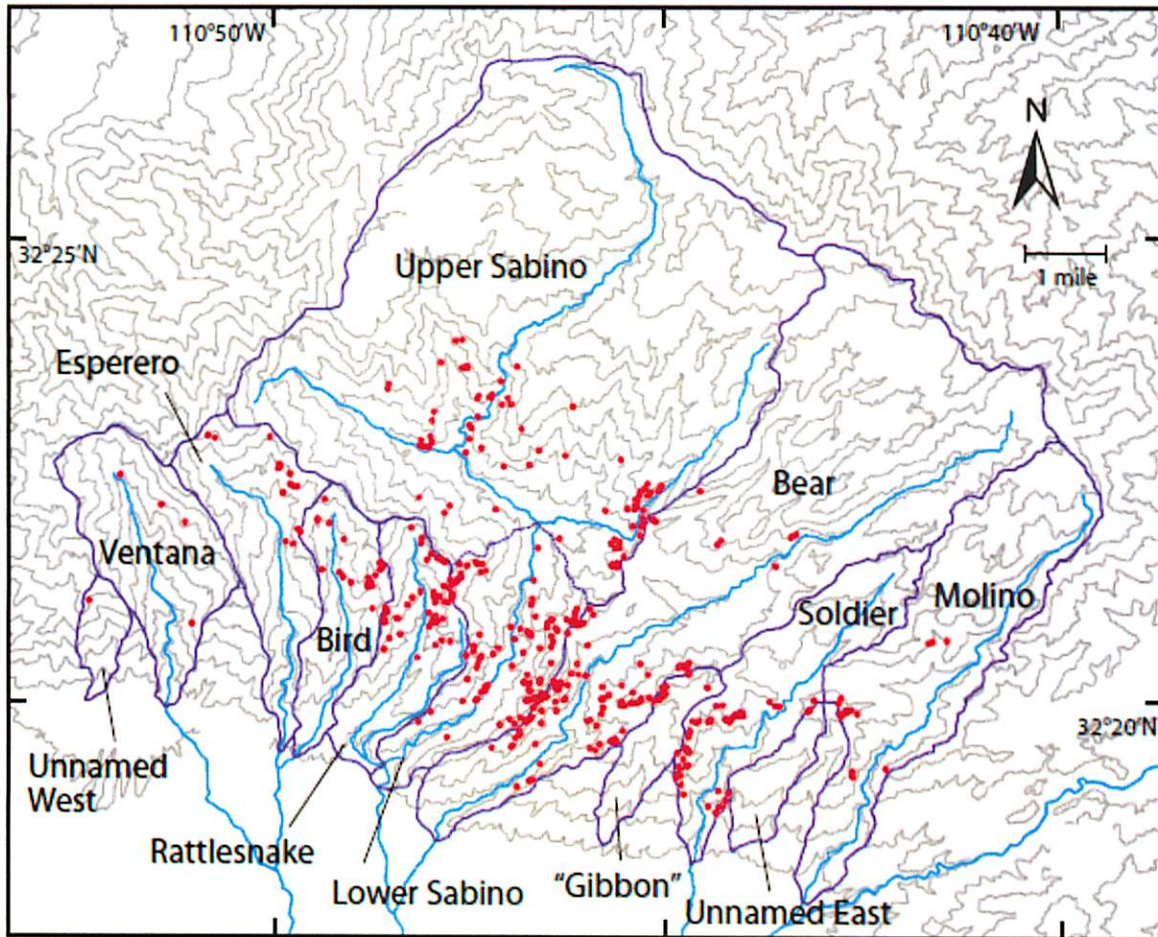 110°50'W
110°40'W
N
32°25'N
1 mile
Upper Sabino
Esperero
Bear
Ventana
Molino
Soldier
Bird
32°20'N
Unnamed
West
Rattlesnake
Lower Sabino
"Gibbon"
Unnamed East